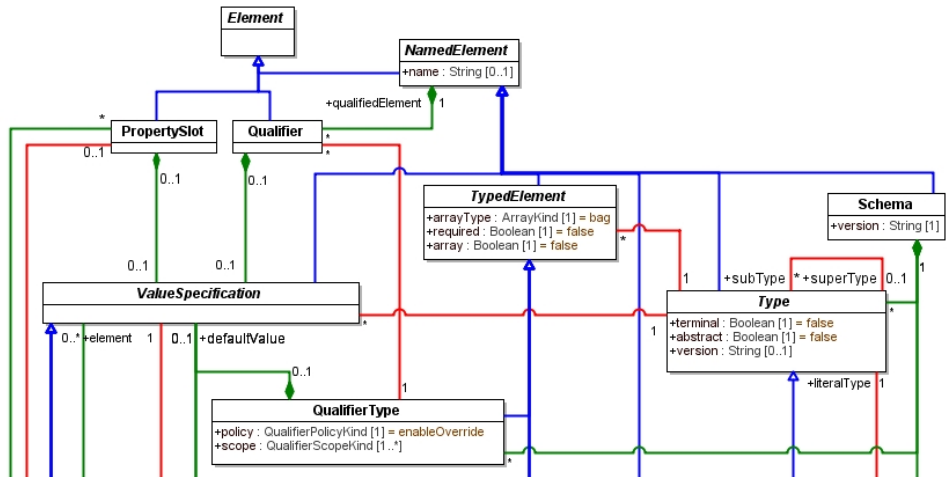 Element
NamedElement
+name : String [0..1]
+qualifiedElement
1
*
PropertySlot
Qualifier
*
0..1
*
0..1
0..1
TypedElement
+arrayType : ArrayKind [1] = bag
+required : Boolean [1] = false
+array : Boolean [1] = false
*
Schema
+version : String [1]
1
0..1
0..1
1
+subType
*
+superType
0..1
ValueSpecification
*
Type
+terminal : Boolean [1] = false
+abstract : Boolean [1] = false
+version : String [0..1]
*
1
0..*
+element
1
0..1
+defaultValue
0..1
1
+literalType
1
QualifierType
+policy : QualifierPolicyKind [1] = enableOverride
+scope : QualifierScopeKind [1..*]
*